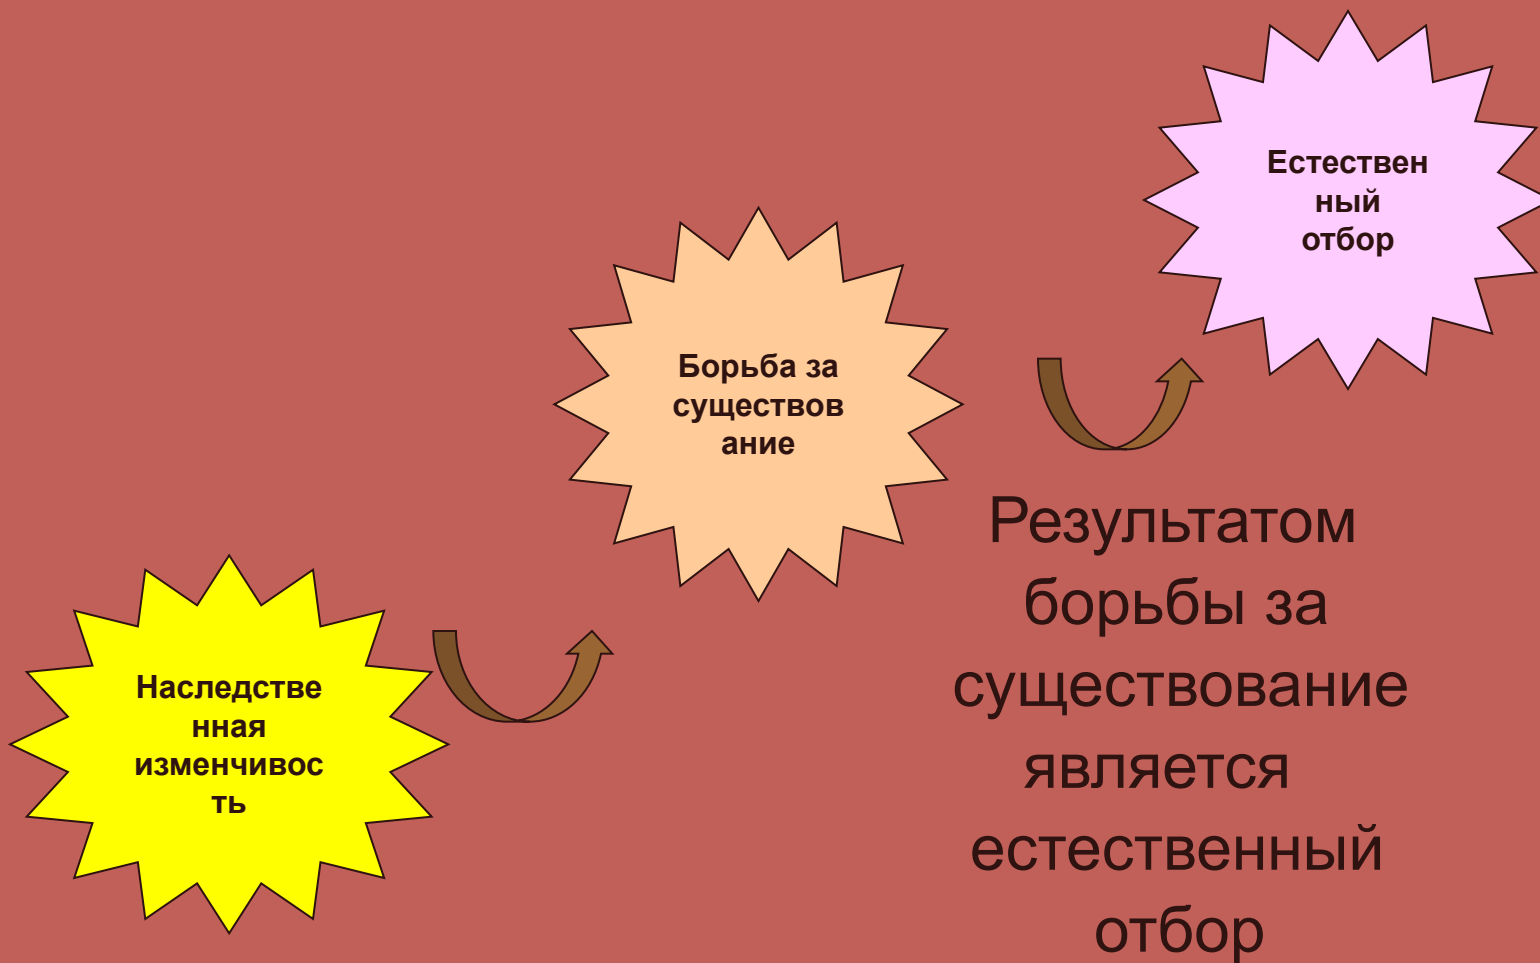 Естествен
ный
отбор
Борьба за
существов
ание
Наследстве
нная
изменчивос
ть
Результатом
борьбы за
существование
является
естественный
отбор